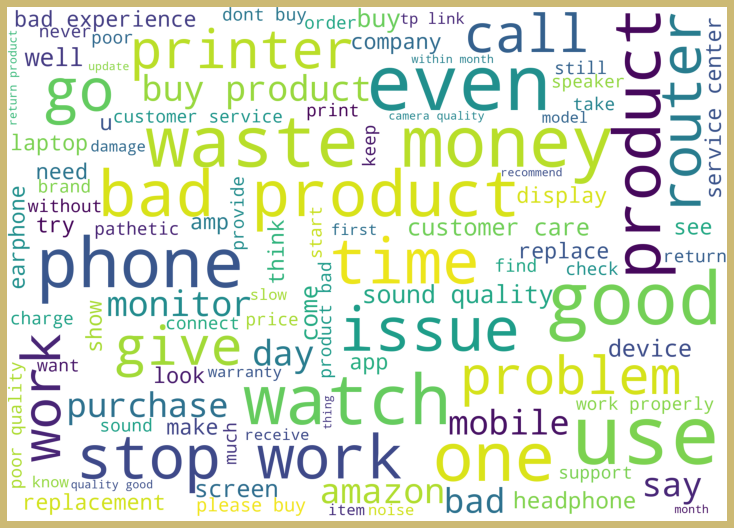 bad experience
dont buy
order
buy
tp link
call
product
router
service center
never
poor
printer
company
well
update
within month
still
speaker
return product
go
buy product
even
take
customer service
print
camera quality
model
u
laptop
damage
waste money
keep
need
brand
bad product
recommend
display
without
try
pathetic
amp
provide
think
start
first
customer care
see
earphone
phone
time
replace
return
find
check
monitor
come
sound quality
good
charge
show
connect
slow
price
product bad
issue
give
day
app
device
work
want
look
warranty
watch
problem
poor quality
purchase
thing
mobile
work properly
sound
make
much
receive
use
stop work
one
support
know
quality good
screen
amazon
bad
headphone
say
replacement
please buy
item
noise
month